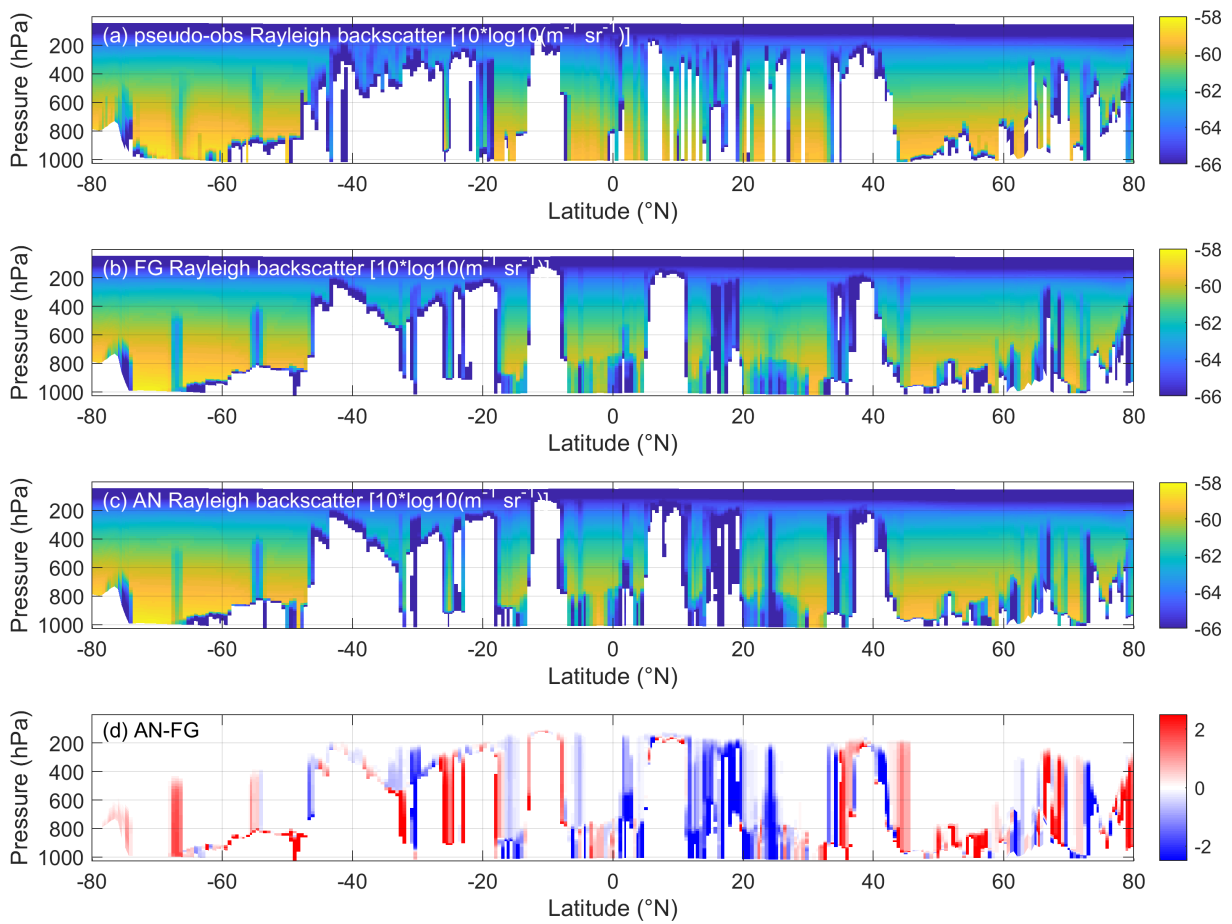 (a) pseudo-obs Rayleigh backscatter [10*log10(m⁻¹ sr⁻¹)]
Pressure (hPa)
200
400
600
800
1000
-80 -60 -40 -20 0 20 40 60 80
Latitude (°N)
-58
-60
-62
-64
-66
(b) FG Rayleigh backscatter [10*log10(m⁻¹ sr⁻¹)]
Pressure (hPa)
200
400
600
800
1000
-80 -60 -40 -20 0 20 40 60 80
Latitude (°N)
-58
-60
-62
-64
-66
(c) AN Rayleigh backscatter [10*log10(m⁻¹ sr⁻¹)]
Pressure (hPa)
200
400
600
800
1000
-80 -60 -40 -20 0 20 40 60 80
Latitude (°N)
-58
-60
-62
-64
-66
(d) AN-FG
Pressure (hPa)
200
400
600
800
1000
-80 -60 -40 -20 0 20 40 60 80
Latitude (°N)
2
0
-2